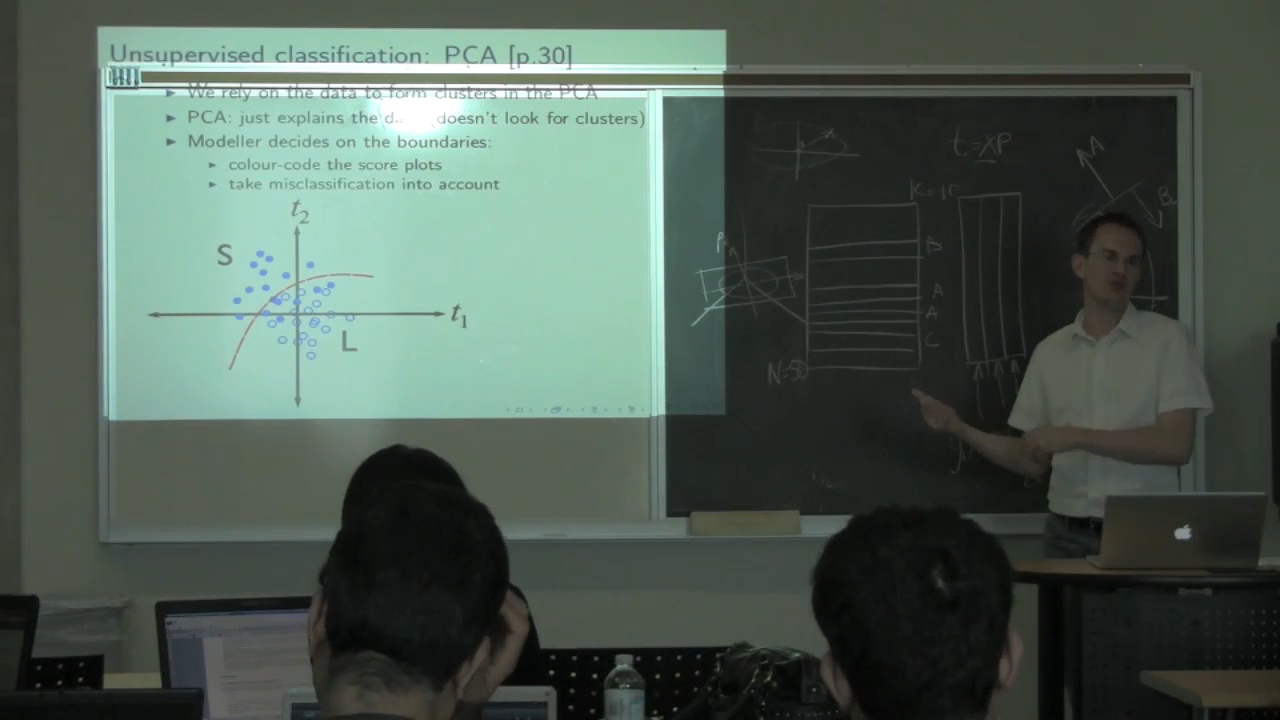 Unsupervised classification: PCA [p.30]
► We rely on the data to form clusters in the PCA
► PCA: just explains the (doesn't look for clusters)
► Modeller decides on the boundaries:
► colour-code the score plots
► take misclassification into account
t2
S
t1
L
t=XP
A
K=10
B
A
A
C
N=50